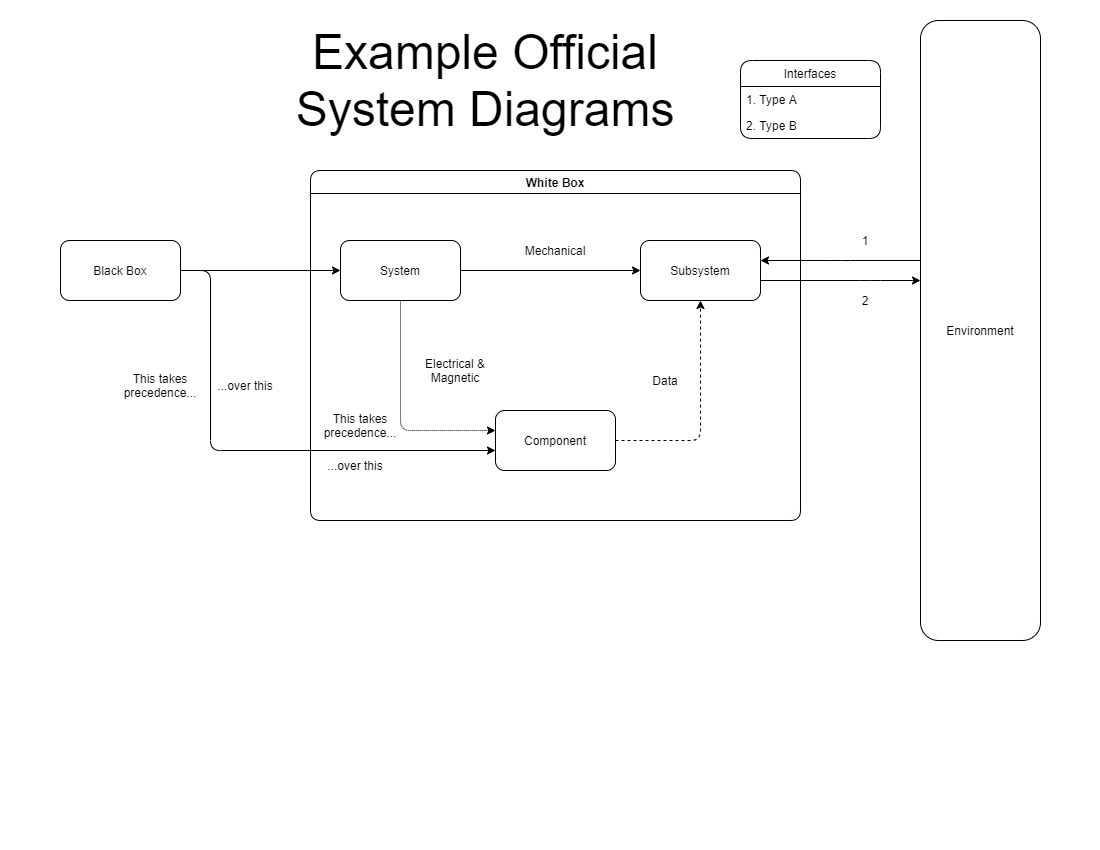 Example Official
System Diagrams
Interfaces
1. Type A
2. Type B
White Box
Black Box
System
Mechanical
Subsystem
1
2
Environment
This takes
precedence...
...over this
Electrical &
Magnetic
Data
This takes
precedence...
...over this
Component